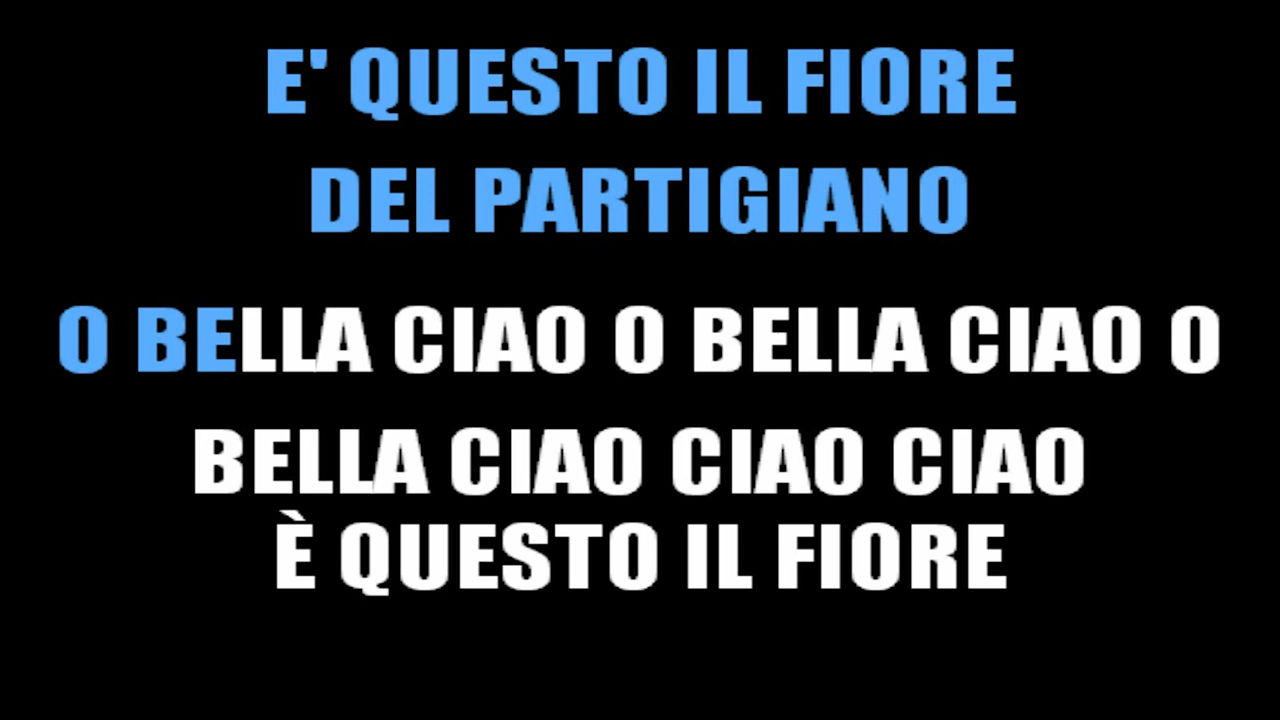 E' QUESTO IL FIORE
DEL PARTIGIANO
O BELLA CIAO O BELLA CIAO O
BELLA CIAO CIAO CIAO
È QUESTO IL FIORE